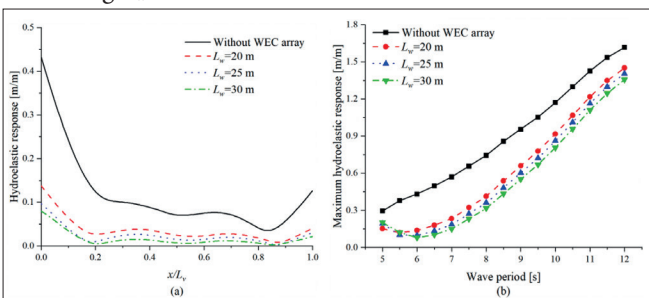 Without WEC array
L_w=20 m
L_w=25 m
L_w=30 m
Hydroelastic response [m/m]
0.5
0.4
0.3
0.2
0.1
0.0
0.0 0.2 0.4 0.6 0.8 1.0
x/L_v
(a)
Without WEC array
L_w=20 m
L_w=25 m
L_w=30 m
Maximum hydroelastic response [m/m]
1.8
1.5
1.2
0.9
0.6
0.3
0.0
5 6 7 8 9 10 11 12
Wave period [s]
(b)